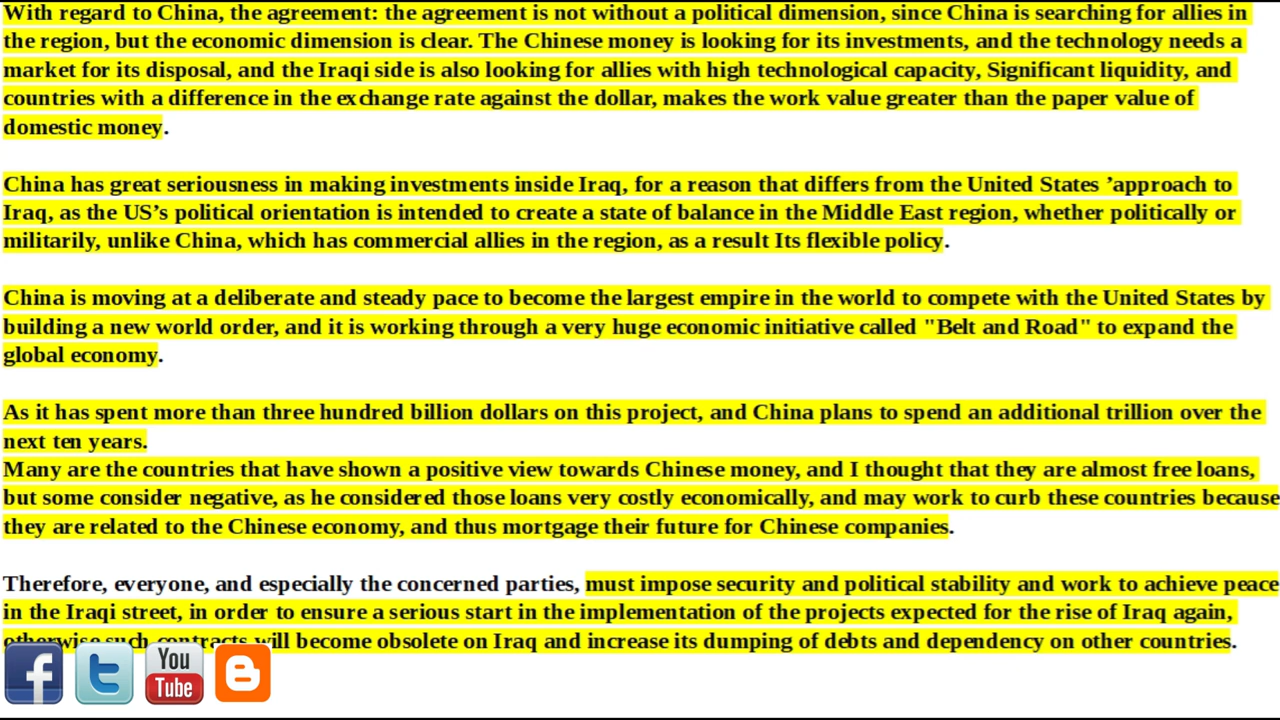 With regard to China, the agreement: the agreement is not without a political dimension, since China is searching for allies in
the region, but the economic dimension is clear. The Chinese money is looking for its investments, and the technology needs a
market for its disposal, and the Iraqi side is also looking for allies with high technological capacity, Significant liquidity, and
countries with a difference in the exchange rate against the dollar, makes the work value greater than the paper value of
domestic money.
China has great seriousness in making investments inside Iraq, for a reason that differs from the United States ’approach to
Iraq, as the US’s political orientation is intended to create a state of balance in the Middle East region, whether politically or
militarily, unlike China, which has commercial allies in the region, as a result Its flexible policy.
China is moving at a deliberate and steady pace to become the largest empire in the world to compete with the United States by
building a new world order, and it is working through a very huge economic initiative called "Belt and Road" to expand the
global economy.
As it has spent more than three hundred billion dollars on this project, and China plans to spend an additional trillion over the
next ten years.
Many are the countries that have shown a positive view towards Chinese money, and I thought that they are almost free loans,
but some consider negative, as he considered those loans very costly economically, and may work to curb these countries because
they are related to the Chinese economy, and thus mortgage their future for Chinese companies.
Therefore, everyone, and especially the concerned parties, must impose security and political stability and work to achieve peace
in the Iraqi street, in order to ensure a serious start in the implementation of the projects expected for the rise of Iraq again,
otherwise such contracts will become obsolete on Iraq and increase its dumping of debts and dependency on other countries.
You
Tube